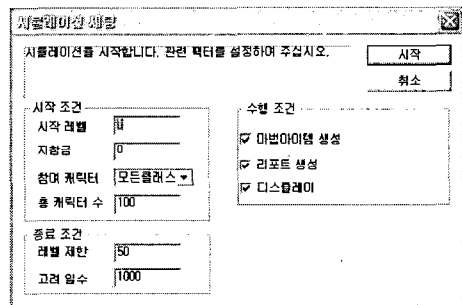 시뮬레이션 세팅
시뮬레이션을 시작합니다. 관련 팩터를 설정하여 주십시오.
시작
취소
시작 조건
시작 레벨 0
지참금 0
참여 캐릭터 모든클래스
총 캐릭터 수 100
수행 조건
마법아이템 생성
리포트 생성
디스플레이
종료 조건
레벨 제한 50
고려 일수 1000